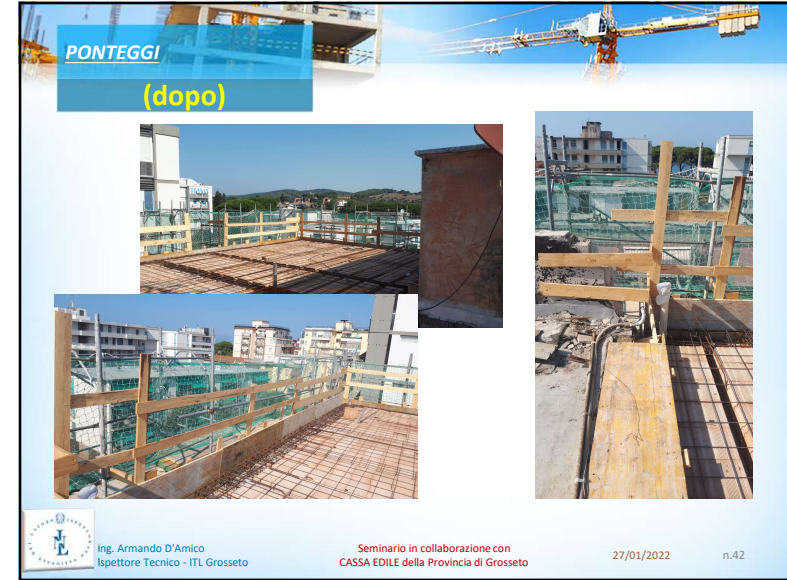 PONTEGGI
(dopo)
Ing. Armando D'Amico
Ispettore Tecnico - ITL Grosseto
Seminario in collaborazione con
CASSA EDILE della Provincia di Grosseto
27/01/2022
n.42